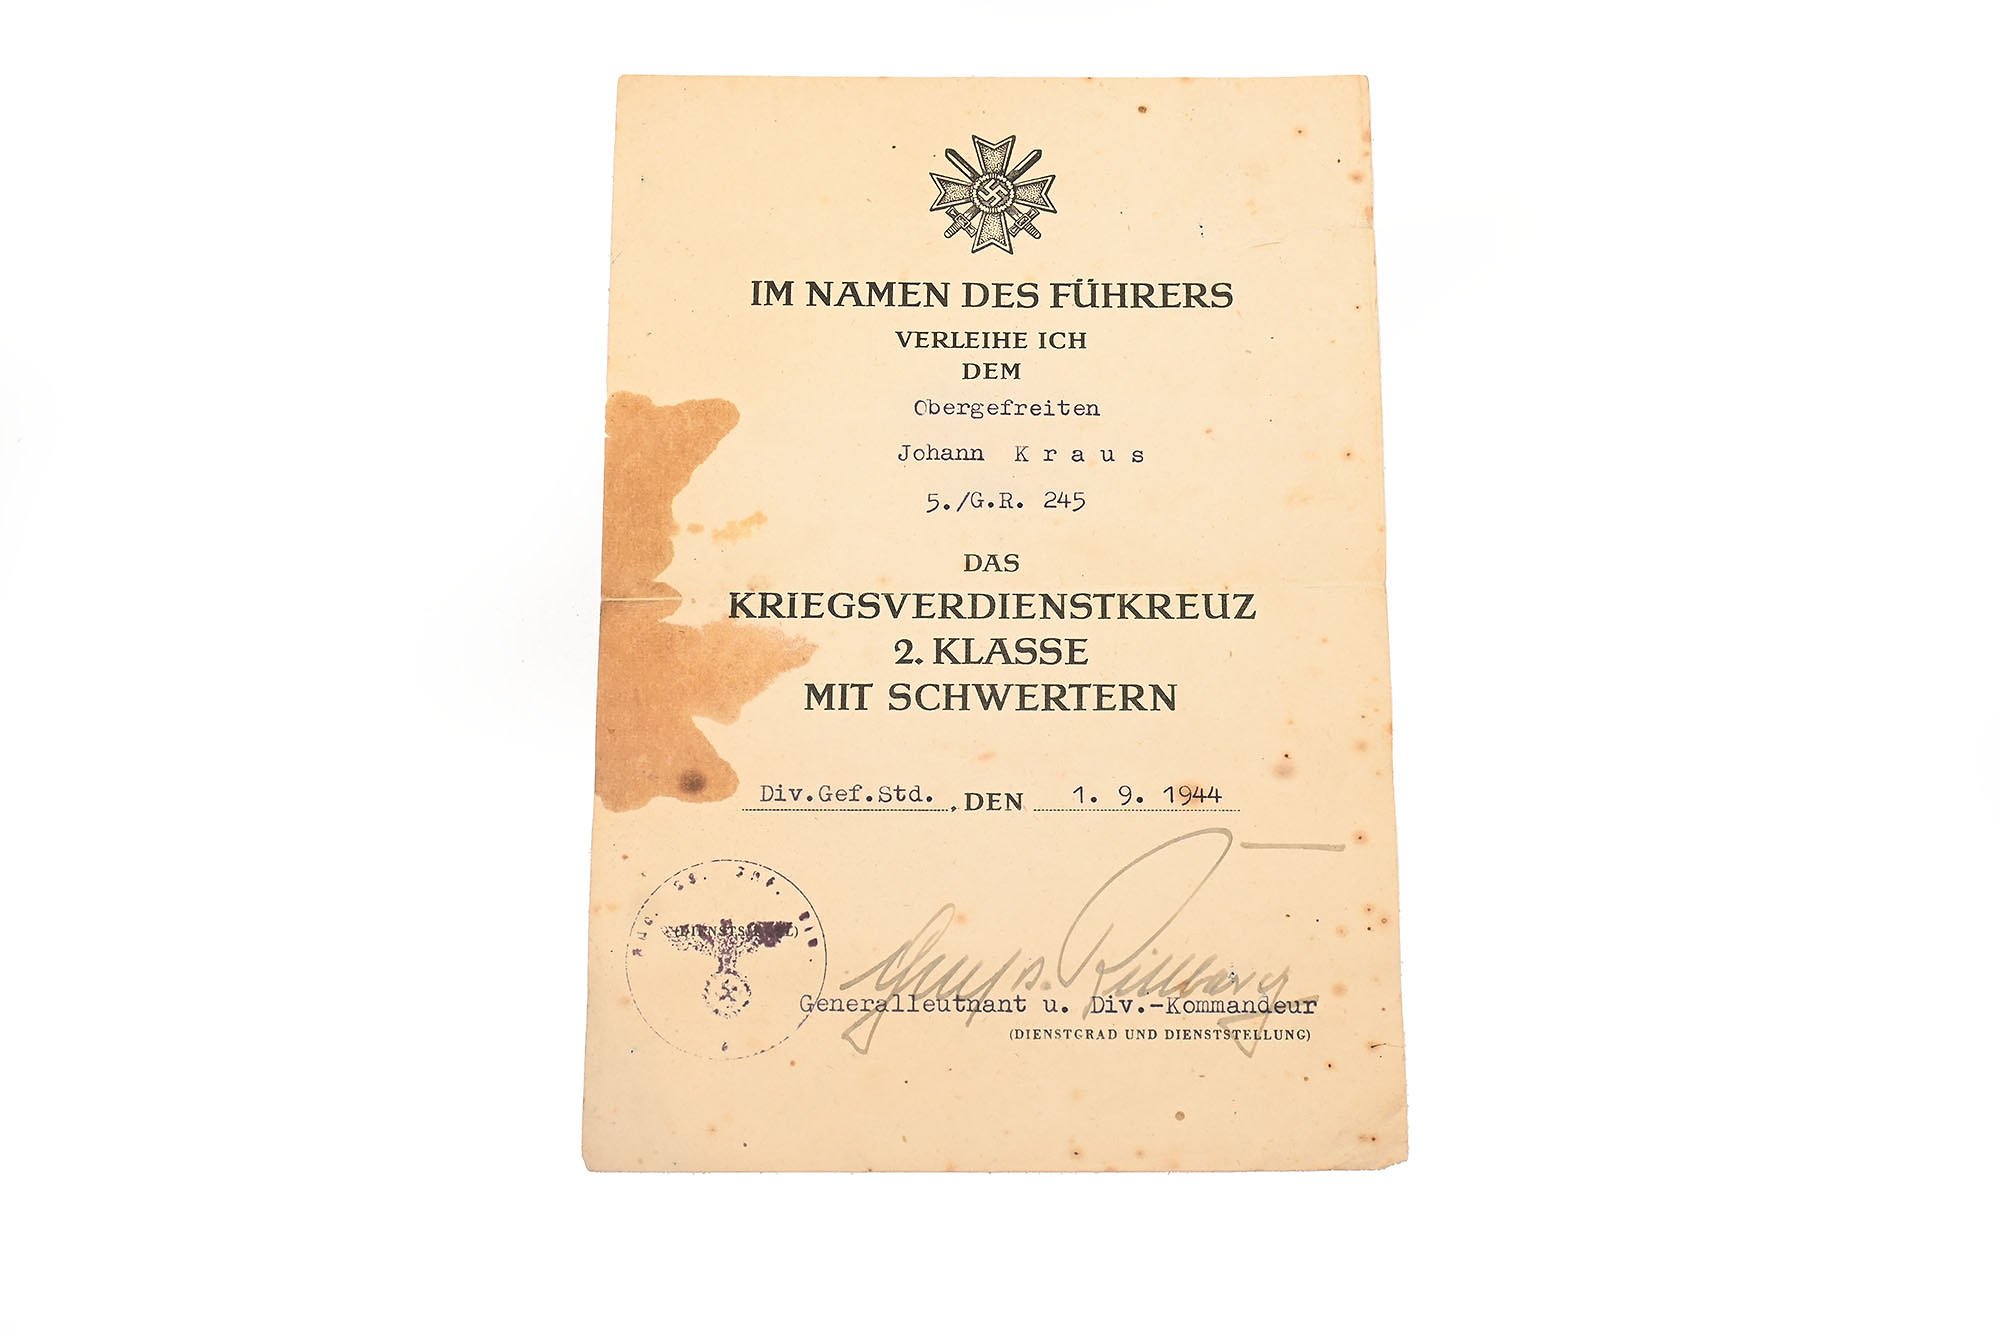 IM NAMEN DES FÜHRERS
VERLEIHE ICH
DEM
Obergefreiten
Johann K r a u s
5./G.R. 245
DAS
KRIEGSVERDIENSTKREUZ
2. KLASSE
MIT SCHWERTERN
Div.Gef.Std. , DEN 1. 9. 1944
(DIENSTSIEGEL)
Generalleutnant u. Div.-Kommandeur
(DIENSTGRAD UND DIENSTSTELLUNG)